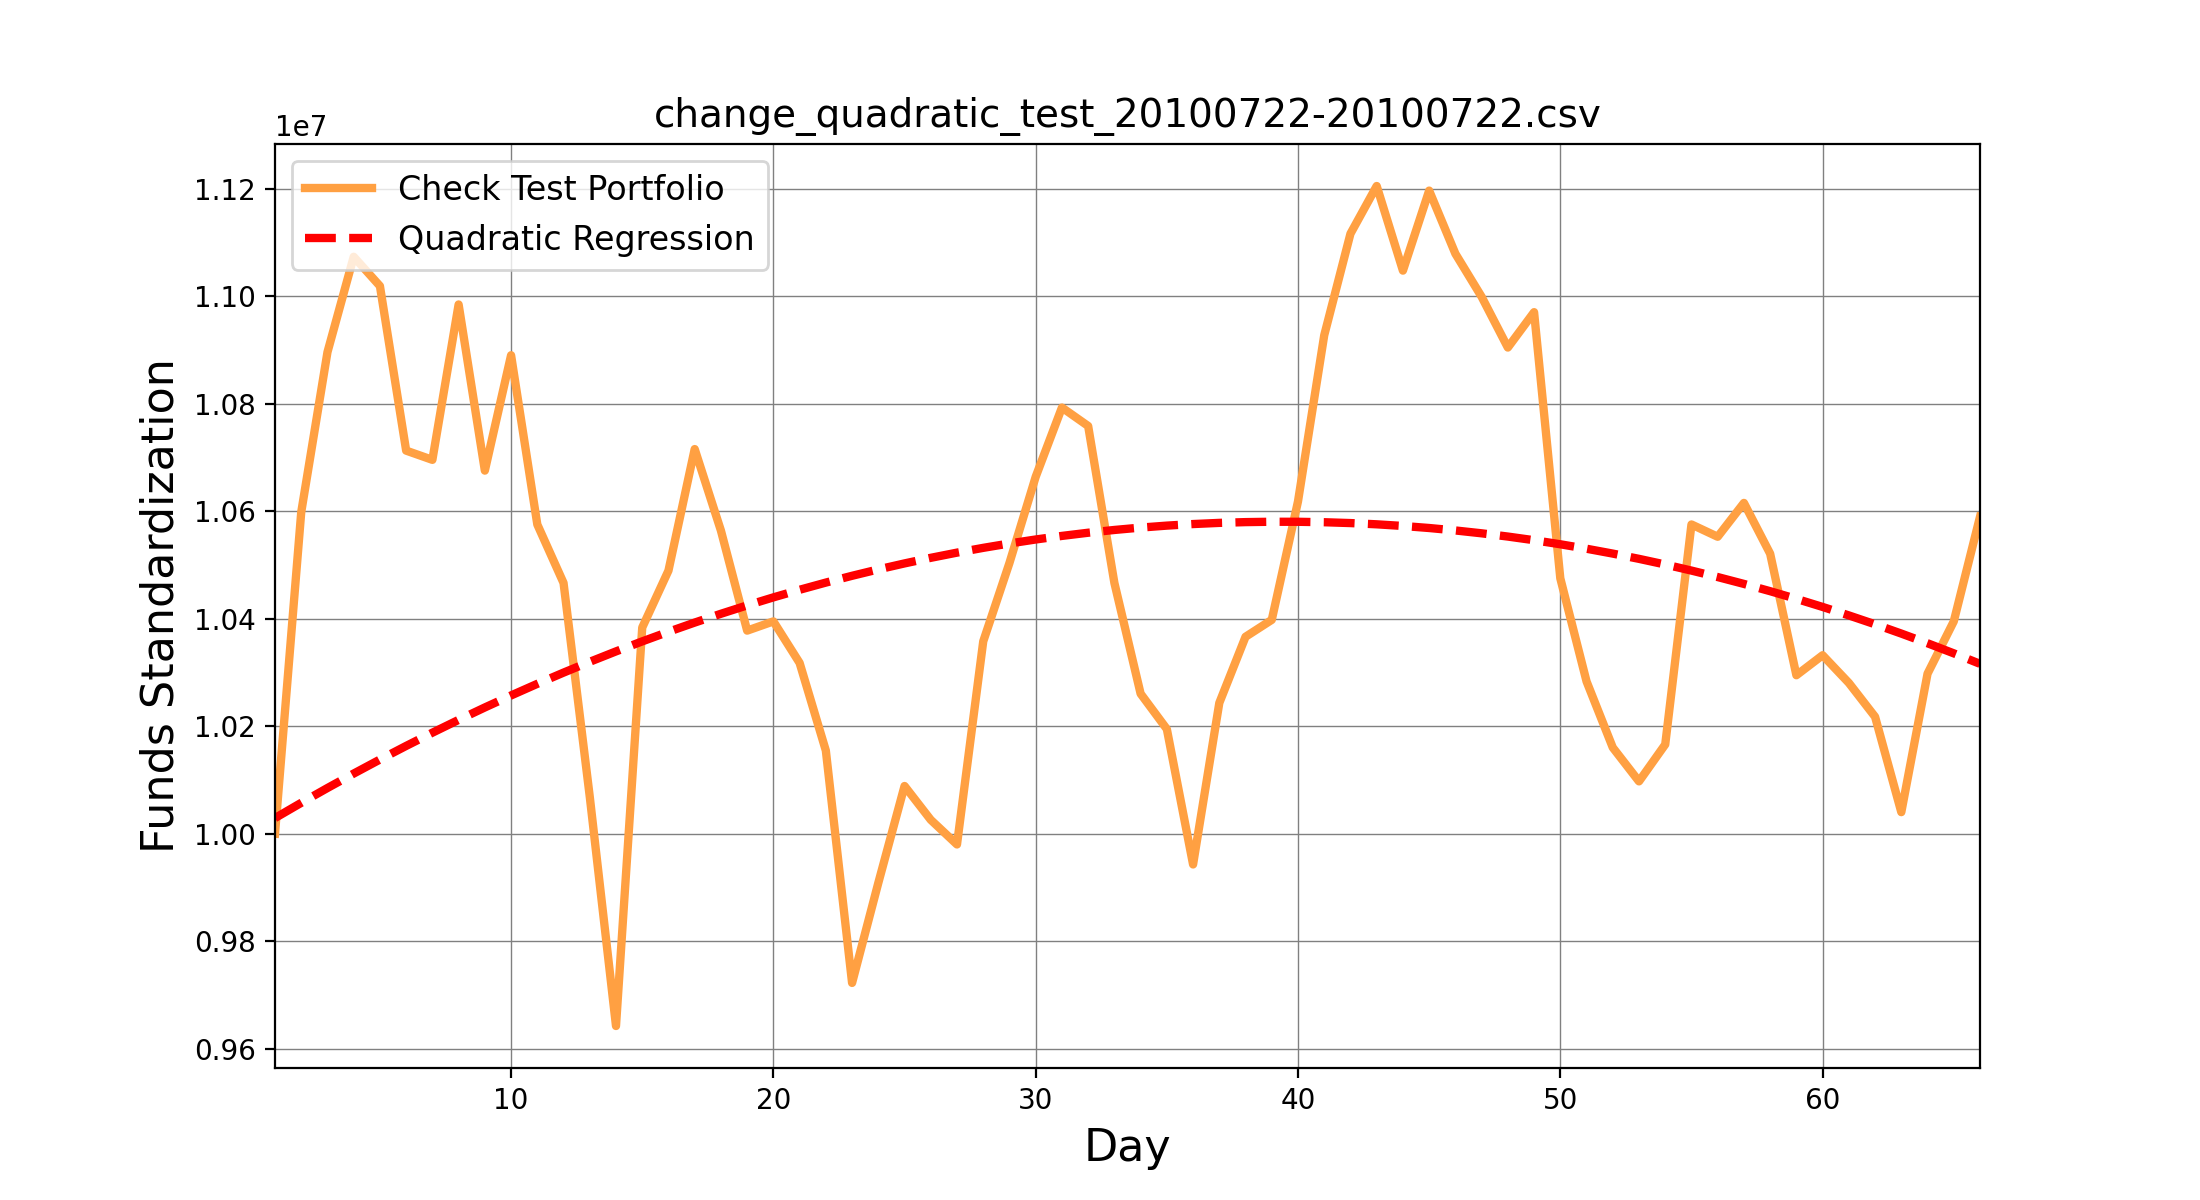 change_quadratic_test_20100722-20100722.csv
1e7
Check Test Portfolio
Quadratic Regression
Funds Standardization
1.12
1.10
1.08
1.06
1.04
1.02
1.00
0.98
0.96
10 20 30 40 50 60
Day